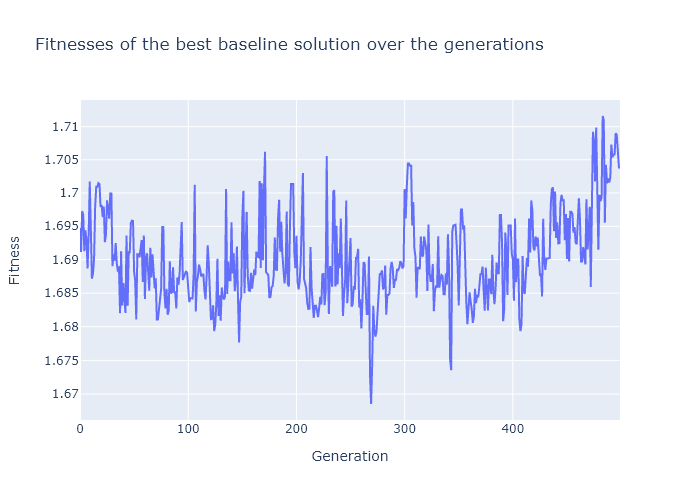 Fitnesses of the best baseline solution over the generations
1.71
1.705
1.7
1.695
1.69
1.685
1.68
1.675
1.67
Fitness
0 100 200 300 400
Generation